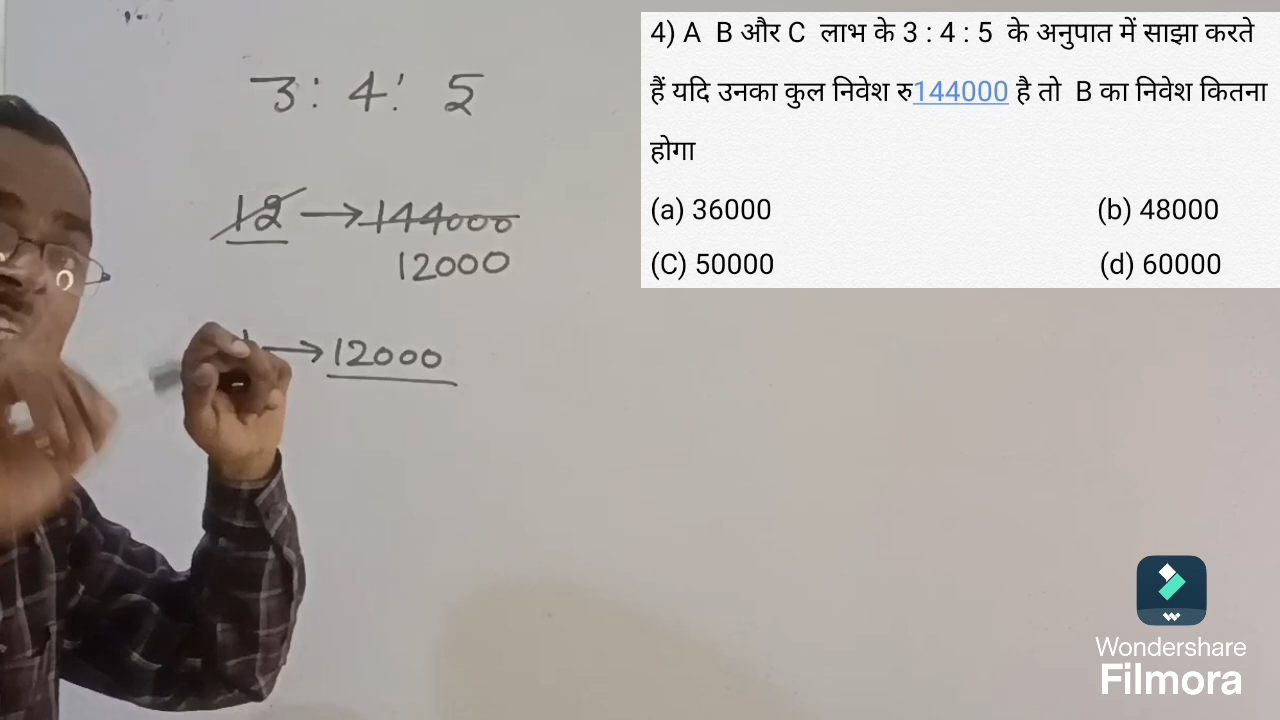 3 : 4 : 5
12 → 144000
12000
1 → 12000
4) A B और C लाभ के 3 : 4 : 5 के अनुपात में साझा करते
हैं यदि उनका कुल निवेश रु144000 है तो B का निवेश कितना
होगा
(a) 36000 (b) 48000
(C) 50000 (d) 60000
Wondershare
Filmora